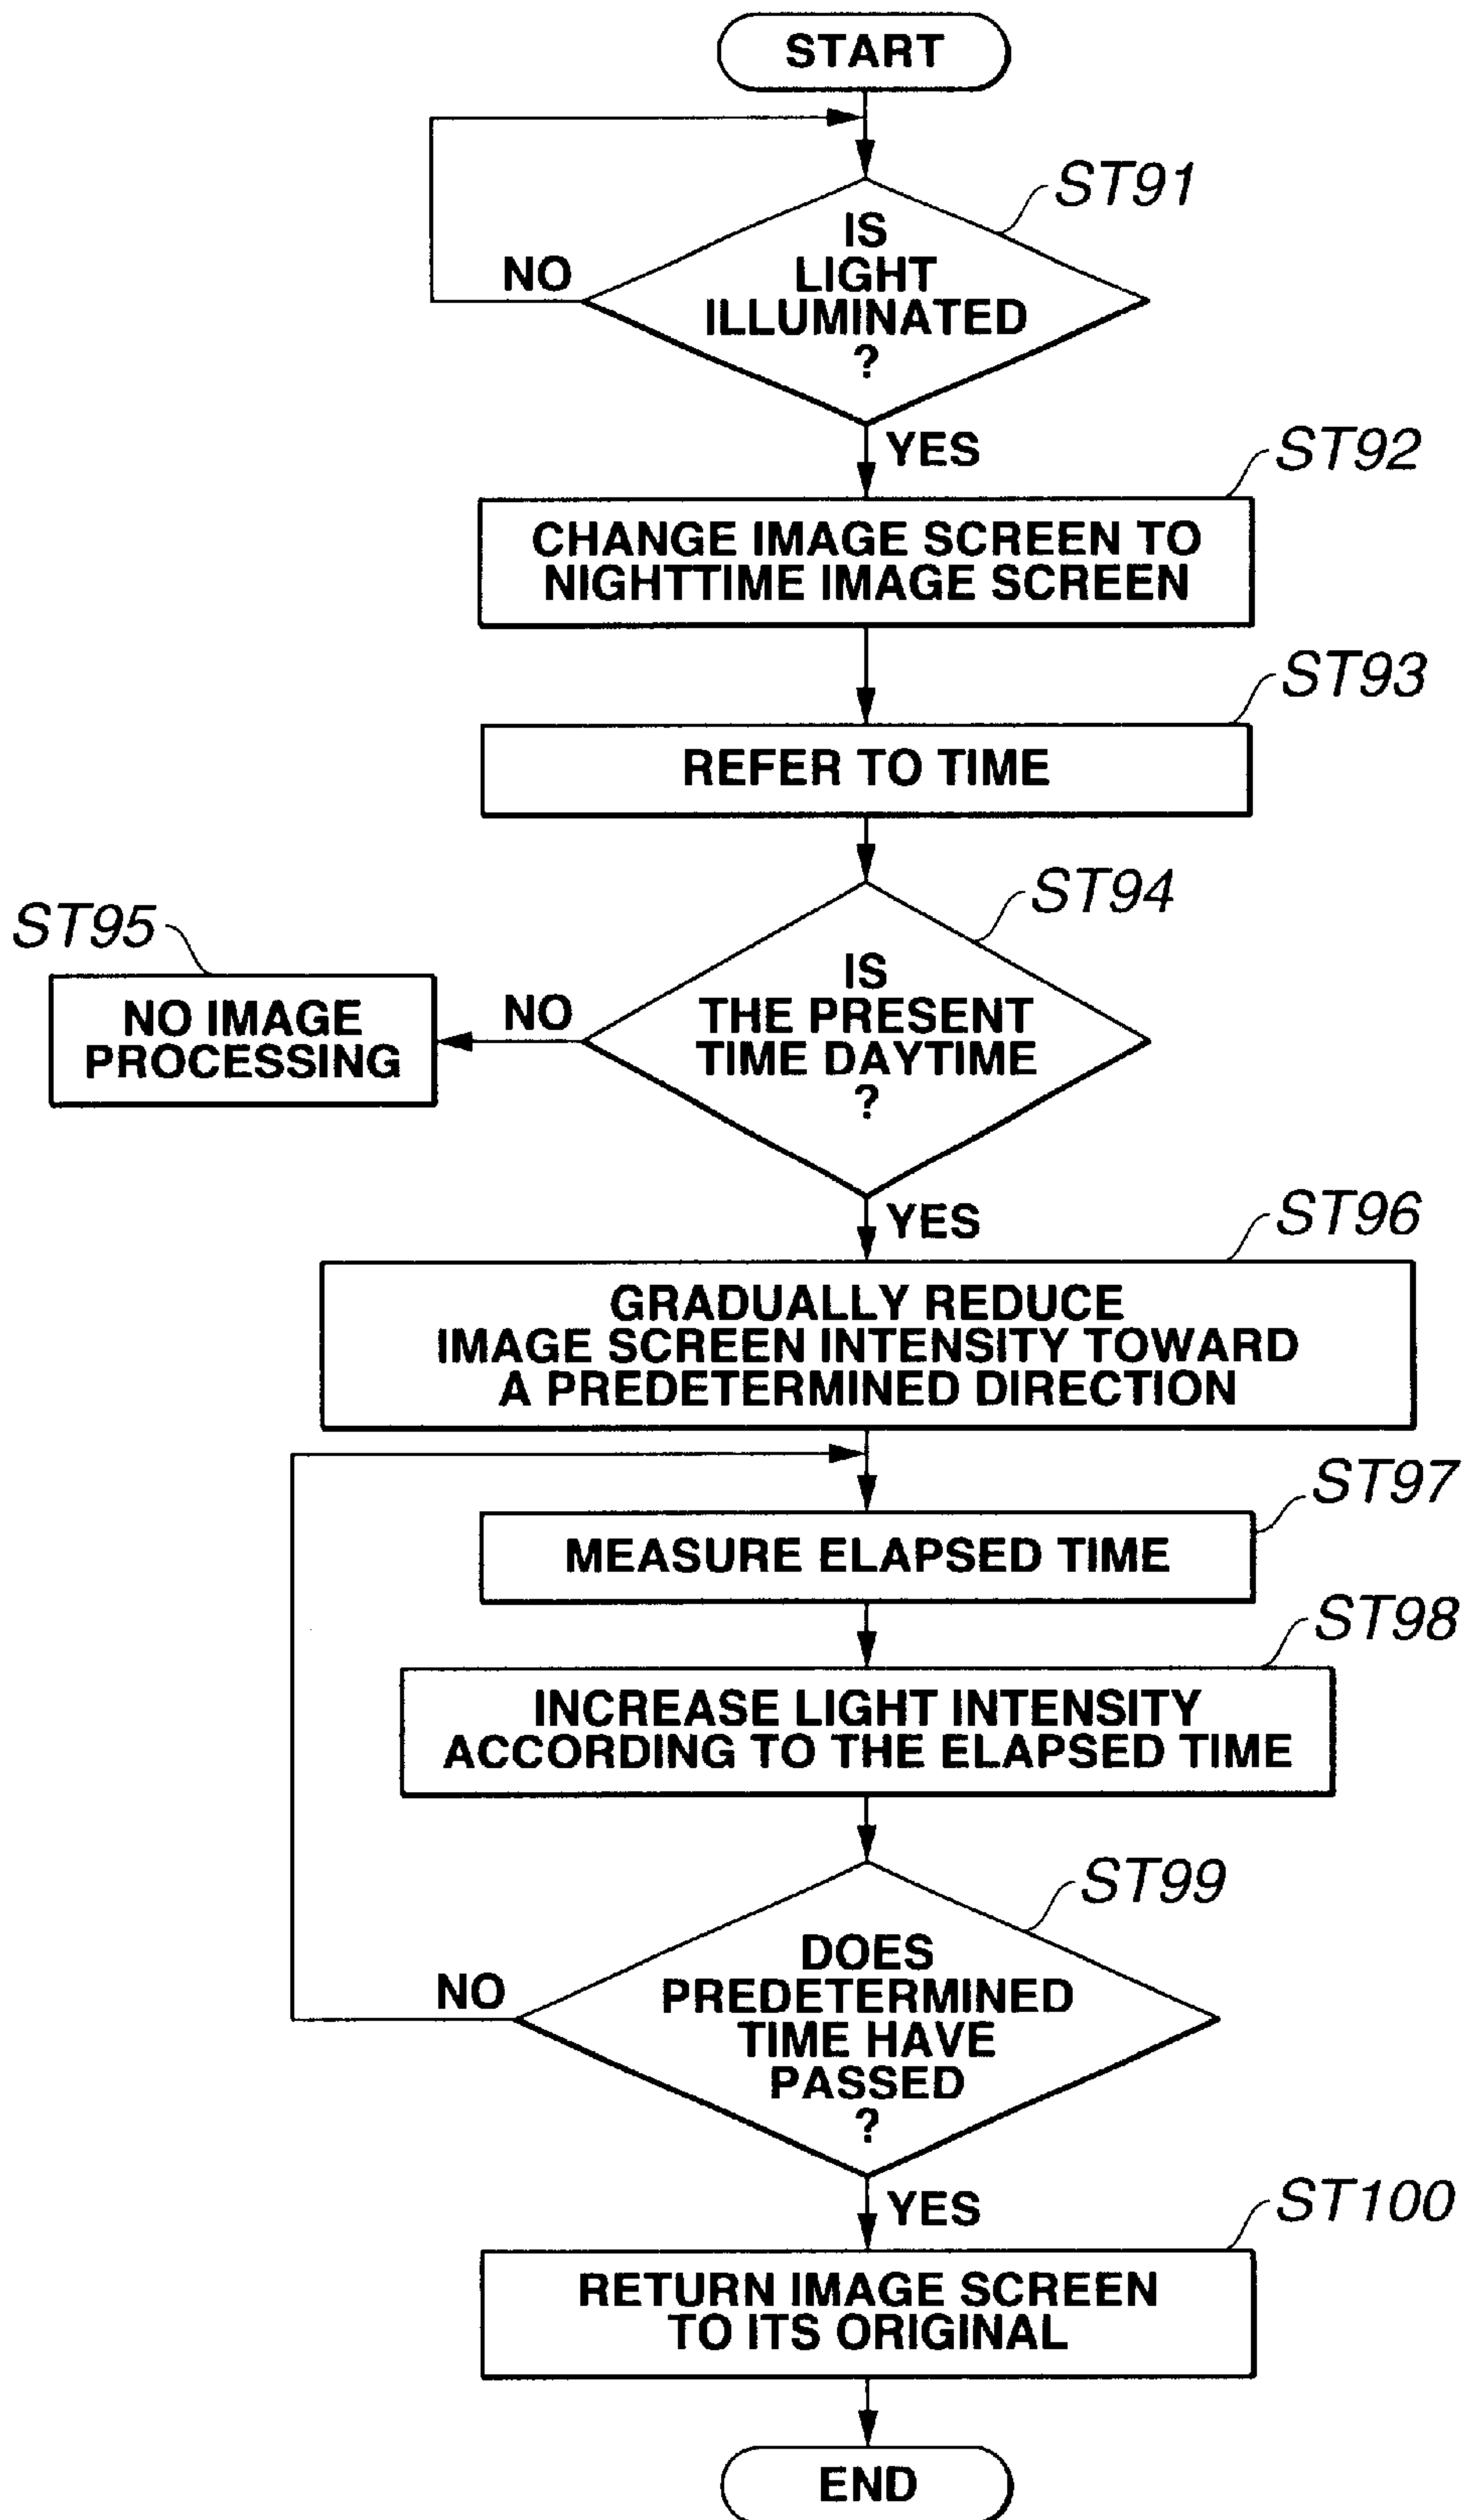 START
ST91
IS
LIGHT
ILLUMINATED
?
NO
YES
ST92
CHANGE IMAGE SCREEN TO
NIGHTTIME IMAGE SCREEN
ST93
REFER TO TIME
ST94
IS
THE PRESENT
TIME DAYTIME
?
NO
ST95
NO IMAGE
PROCESSING
YES
ST96
GRADUALLY REDUCE
IMAGE SCREEN INTENSITY TOWARD
A PREDETERMINED DIRECTION
ST97
MEASURE ELAPSED TIME
ST98
INCREASE LIGHT INTENSITY
ACCORDING TO THE ELAPSED TIME
ST99
DOES
PREDETERMINED
TIME HAVE
PASSED
?
NO
YES
ST100
RETURN IMAGE SCREEN
TO ITS ORIGINAL
END